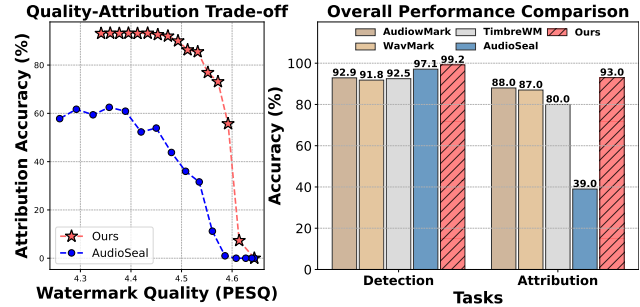 Quality-Attribution Trade-off
Attribution Accuracy (%)
80
60
40
20
0
Ours
AudioSeal
4.3
4.4
4.5
4.6
Watermark Quality (PESQ)
Overall Performance Comparison
AudiowMark
WavMark
TimbreWM
AudioSeal
Ours
Accuracy (%)
100
80
60
40
20
0
92.9
91.8
92.5
97.1
99.2
88.0
87.0
80.0
39.0
93.0
Detection
Attribution
Tasks